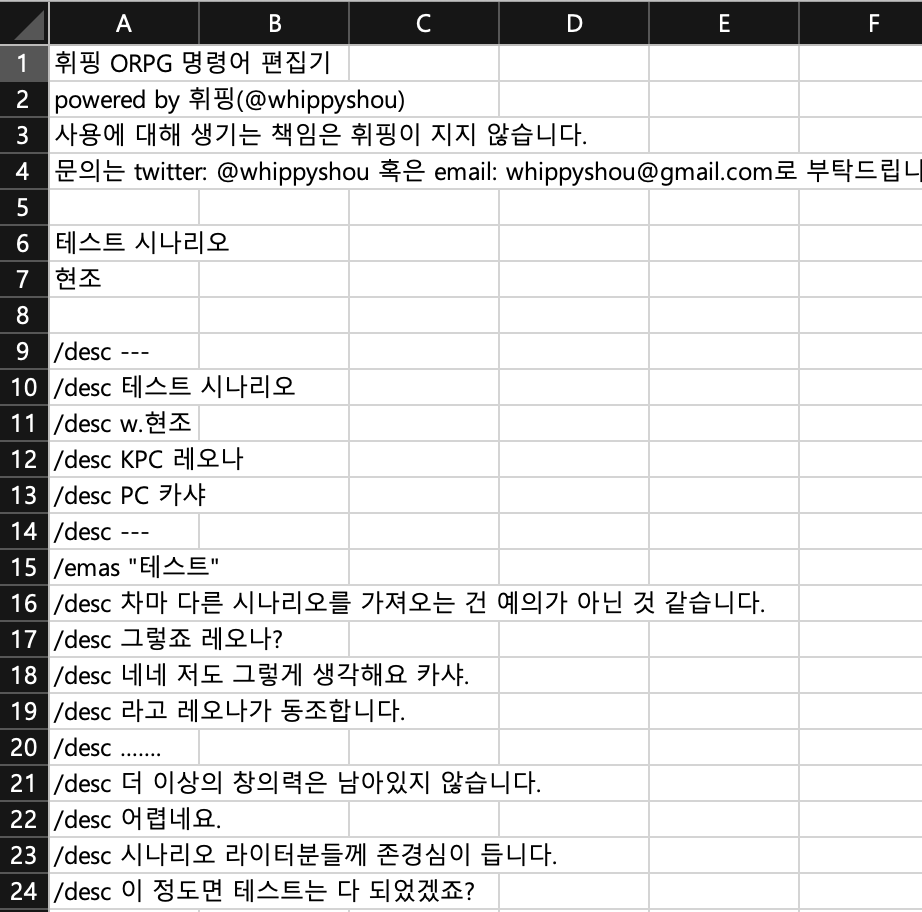 A B C D E F
1 휘핑 ORPG 명령어 편집기
2 powered by 휘핑(@whippyshou)
3 사용에 대해 생기는 책임은 휘핑이 지지 않습니다.
4 문의는 twitter: @whippyshou 혹은 email: whippyshou@gmail.com로 부탁드립니
5
6 테스트 시나리오
7 현조
8
9 /desc ---
10 /desc 테스트 시나리오
11 /desc w.현조
12 /desc KPC 레오나
13 /desc PC 카샤
14 /desc ---
15 /emas "테스트"
16 /desc 차마 다른 시나리오를 가져오는 건 예의가 아닌 것 같습니다.
17 /desc 그렇죠 레오나?
18 /desc 네네 저도 그렇게 생각해요 카샤.
19 /desc 라고 레오나가 동조합니다.
20 /desc .......
21 /desc 더 이상의 창의력은 남아있지 않습니다.
22 /desc 어렵네요.
23 /desc 시나리오 라이터분들께 존경심이 듭니다.
24 /desc 이 정도면 테스트는 다 되었겠죠?